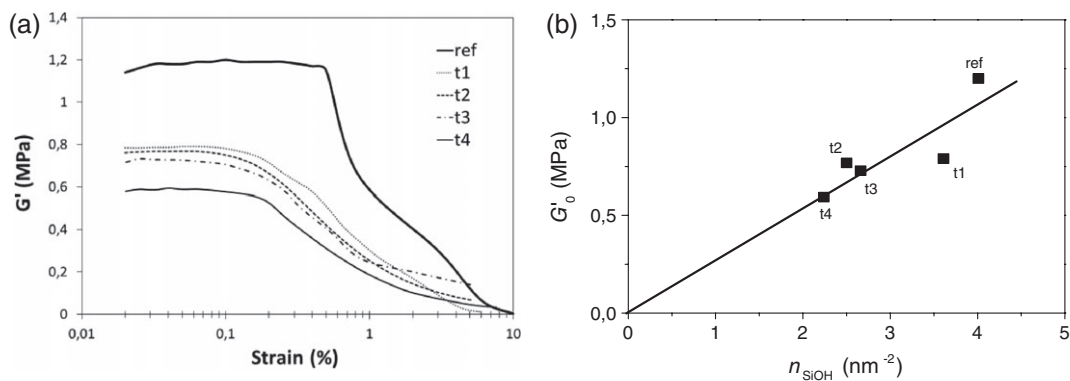 (a)
G' (MPa)
1,4
1,2
1
0,8
0,6
0,4
0,2
0
0,01
0,1
1
10
Strain (%)
ref
t1
t2
t3
t4
(b)
G'0 (MPa)
1,5
1,0
0,5
0,0
0
1
2
3
4
5
nSiOH (nm-2)
ref
t2
t3
t1
t4